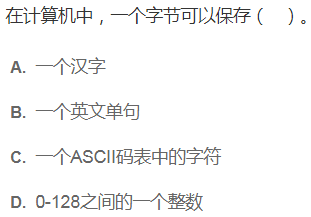 在计算机中，一个字节可以保存（　）。
A. 一个汉字
B. 一个英文单句
C. 一个ASCII码表中的字符
D. 0-128之间的一个整数